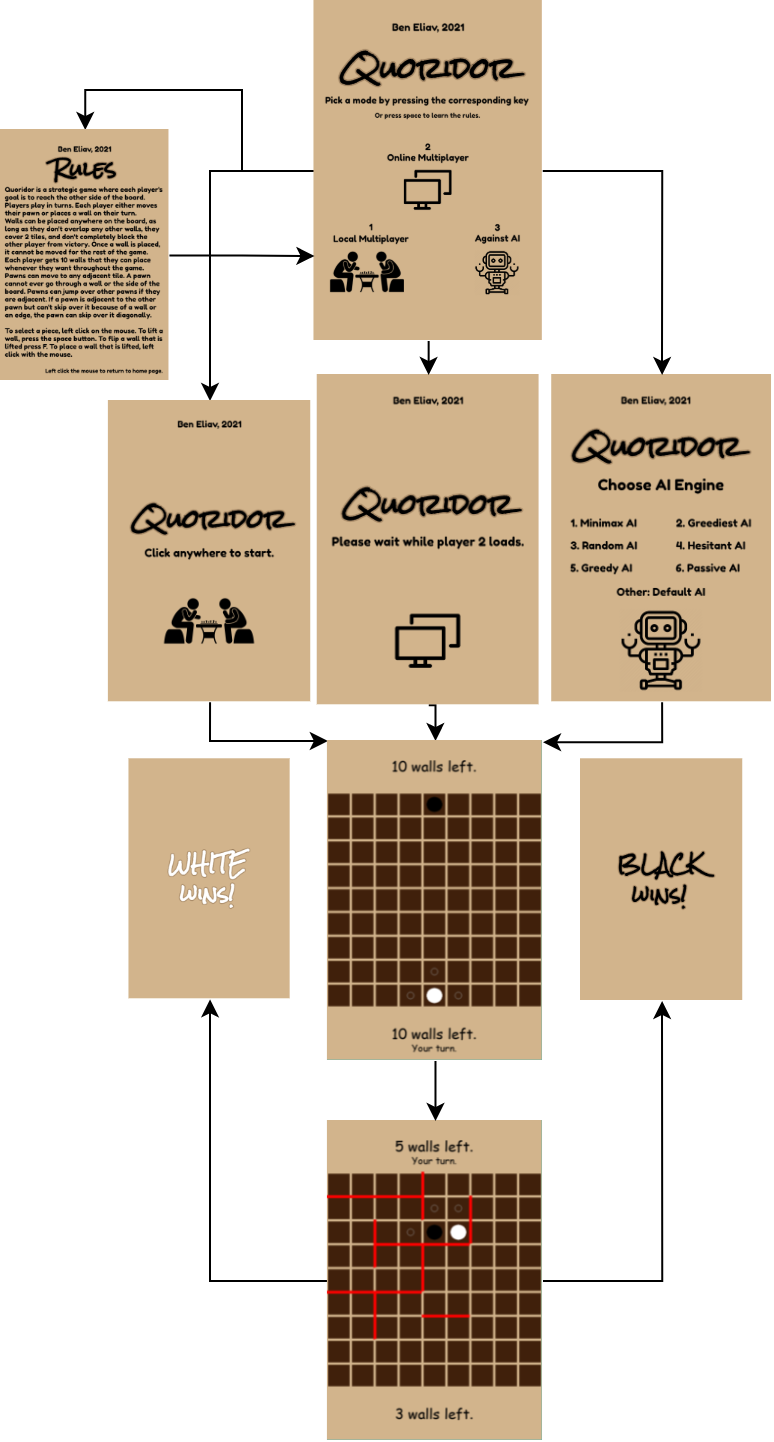 Ben Eliav, 2021
QUORIDOR
Pick a mode by pressing the corresponding key
Or press space to learn the rules.
2
Online Multiplayer
1
Local Multiplayer
3
Against AI
Ben Eliav, 2021
RULES
Quoridor is a strategic game where each player's
goal is to reach the other side of the board.
Players play in turns. Each player either moves
their pawn or places a wall on their turn.
Walls can be placed anywhere on the board, as
long as they don't overlap any other walls, they
cover 2 tiles, and don't completely block the
other player from victory. Once a wall is placed,
it cannot be moved for the rest of the game.
Each player gets 10 walls that they can place
whenever they want throughout the game.
Pawns can move to any adjacent tile. A pawn
cannot ever go through a wall or the side of the
board. Pawns can jump over other pawns if they
are adjacent. If a pawn is adjacent to the other
pawn but can't skip over it because of a wall or
an edge, the pawn can skip over it diagonally.
To select a piece, left click on the mouse. To lift a
wall, press the space button. To flip a wall that is
lifted press F. To place a wall that is lifted, left
click with the mouse.
Left click the mouse to return to home page.
Ben Eliav, 2021
QUORIDOR
Click anywhere to start.
Ben Eliav, 2021
QUORIDOR
Please wait while player 2 loads.
Ben Eliav, 2021
QUORIDOR
Choose AI Engine
1. Minimax AI
2. Greediest AI
3. Random AI
4. Hesitant AI
5. Greedy AI
6. Passive AI
Other: Default AI
10 walls left.
WHITE
WINS!
BLACK
WINS!
10 walls left.
Your turn.
5 walls left.
Your turn.
3 walls left.